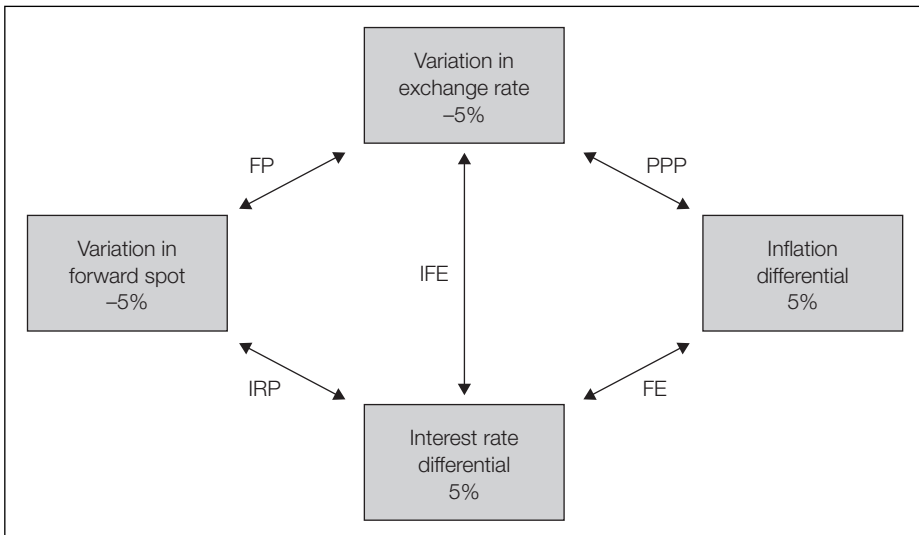 Variation in
exchange rate
–5%
FP
PPP
Variation in
forward spot
–5%
IFE
Inflation
differential
5%
IRP
FE
Interest rate
differential
5%